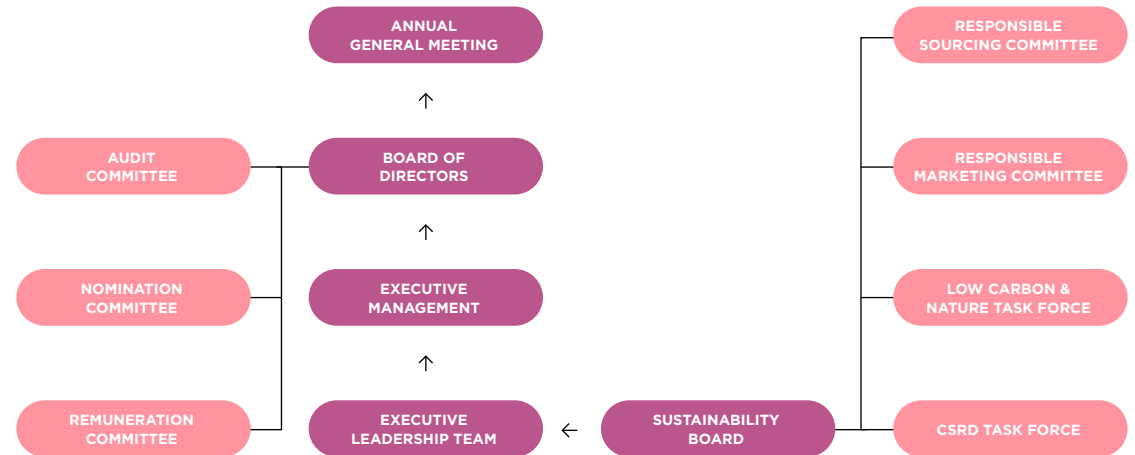 ANNUAL
GENERAL MEETING
RESPONSIBLE
SOURCING COMMITTEE
AUDIT
COMMITTEE
BOARD OF
DIRECTORS
RESPONSIBLE
MARKETING COMMITTEE
NOMINATION
COMMITTEE
EXECUTIVE
MANAGEMENT
LOW CARBON &
NATURE TASK FORCE
REMUNERATION
COMMITTEE
EXECUTIVE
LEADERSHIP TEAM
SUSTAINABILITY
BOARD
CSRD TASK FORCE